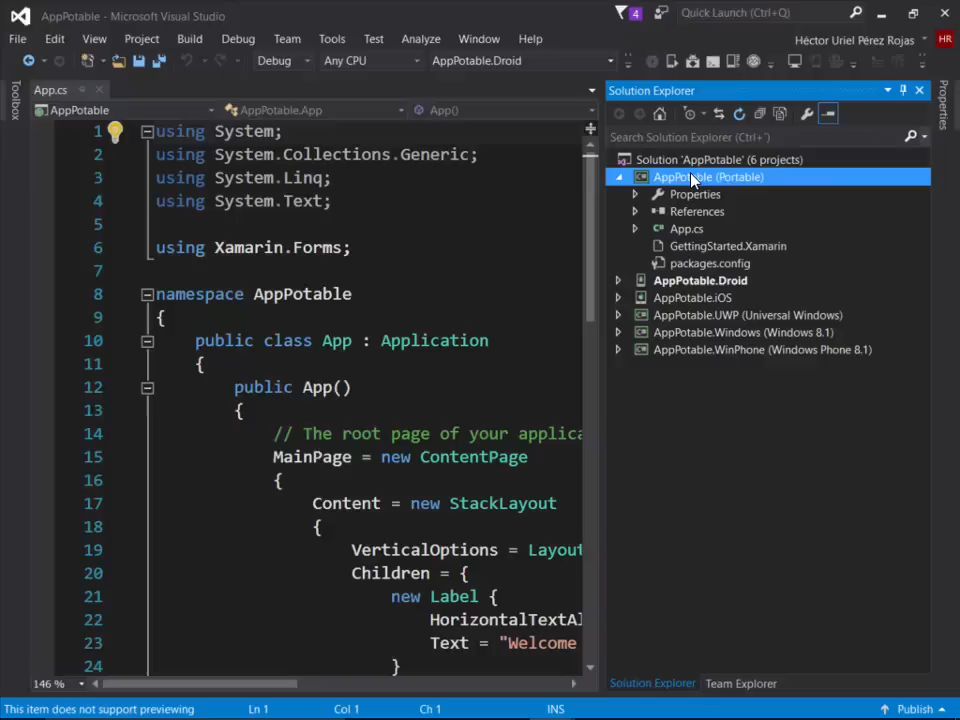 AppPotable - Microsoft Visual Studio
4
Quick Launch (Ctrl+Q)
File Edit View Project Build Debug Team Tools Test Analyze Window Help
Héctor Uriel Pérez Rojas
HR
Debug
Any CPU
AppPotable.Droid
Toolbox
App.cs
AppPotable
AppPotable.App
App()
1 using System;
2 using System.Collections.Generic;
3 using System.Linq;
4 using System.Text;
5
6 using Xamarin.Forms;
7
8 namespace AppPotable
9 {
10 public class App : Application
11 {
12 public App()
13 {
14 // The root page of your applica
15 MainPage = new ContentPage
16 {
17 Content = new StackLayout
18 {
19 VerticalOptions = Layout
20 Children = {
21 new Label {
22 HorizontalTextAl
23 Text = "Welcome
24 }
146 %
Solution Explorer
Search Solution Explorer (Ctrl+´)
Solution 'AppPotable' (6 projects)
AppPotable (Portable)
Properties
References
App.cs
GettingStarted.Xamarin
packages.config
AppPotable.Droid
AppPotable.iOS
AppPotable.UWP (Universal Windows)
AppPotable.Windows (Windows 8.1)
AppPotable.WinPhone (Windows Phone 8.1)
Solution Explorer
Team Explorer
Properties
This item does not support previewing
Ln 1
Col 1
Ch 1
INS
Publish